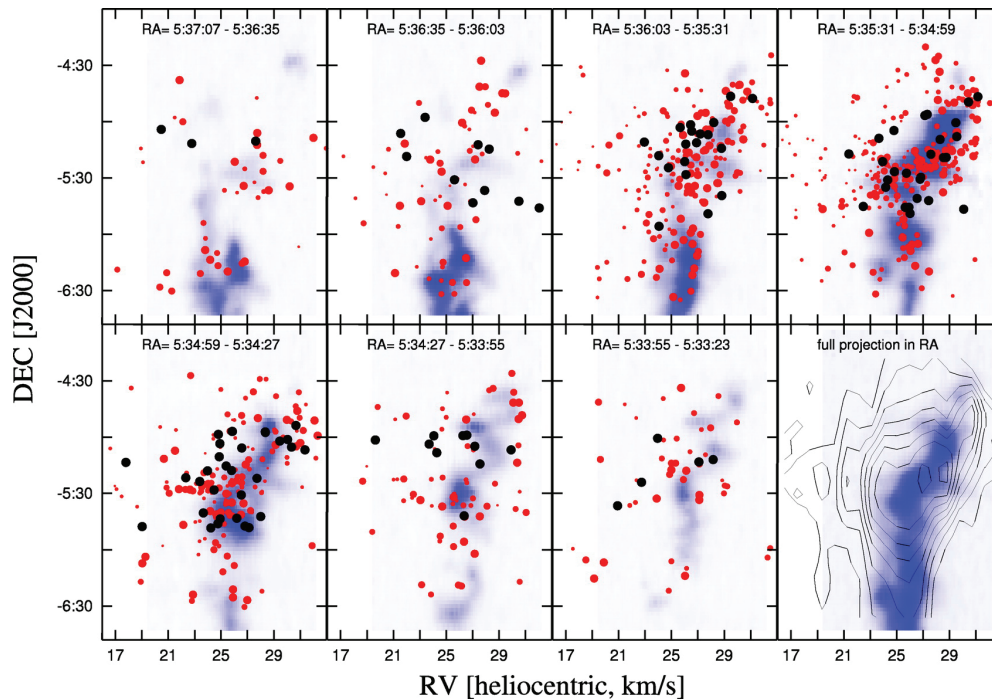 RA= 5:37:07 - 5:36:35
RA= 5:36:35 - 5:36:03
RA= 5:36:03 - 5:35:31
RA= 5:35:31 - 5:34:59
-4:30
-5:30
-6:30
RA= 5:34:59 - 5:34:27
RA= 5:34:27 - 5:33:55
RA= 5:33:55 - 5:33:23
full projection in RA
-4:30
-5:30
-6:30
17 21 25 29 17 21 25 29 17 21 25 29 17 21 25 29
DEC [J2000]
RV [heliocentric, km/s]